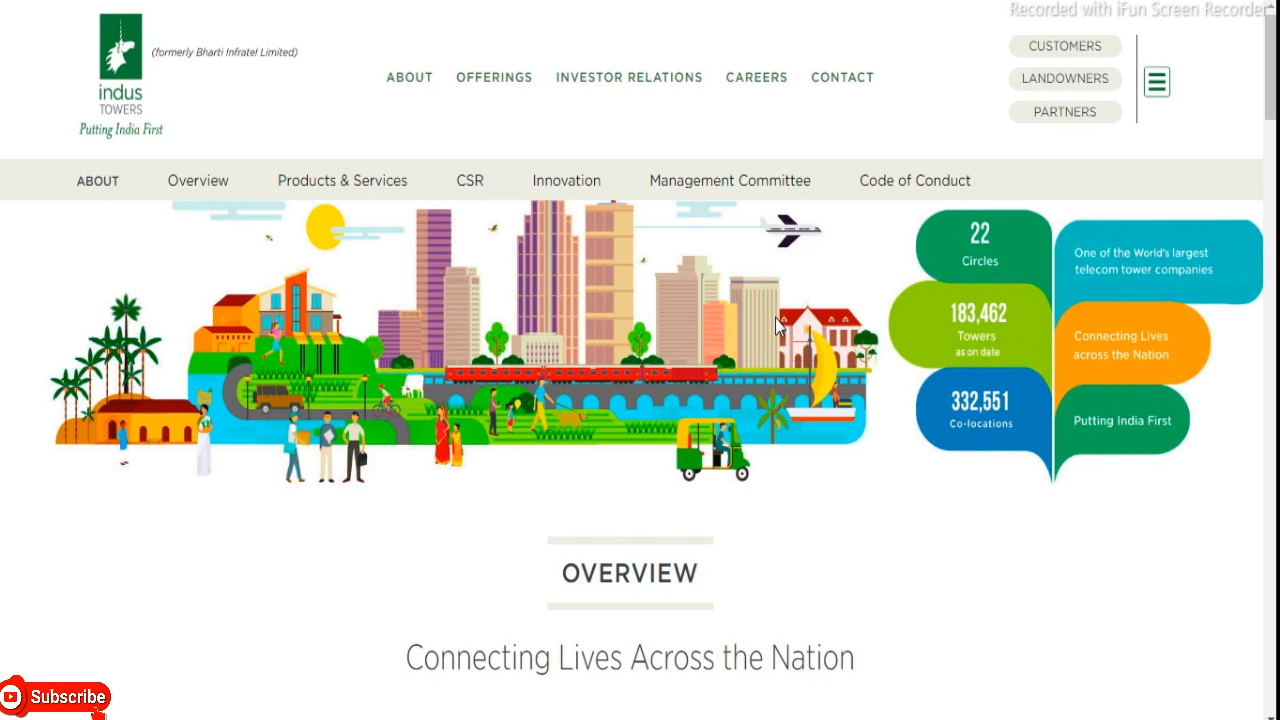 Recorded with iFun Screen Recorder
indus
TOWERS
Putting India First
(formerly Bharti Infratel Limited)
ABOUT OFFERINGS INVESTOR RELATIONS CAREERS CONTACT
CUSTOMERS
LANDOWNERS
PARTNERS
ABOUT Overview Products & Services CSR Innovation Management Committee Code of Conduct
22
Circles
183,462
Towers
as on date
332,551
Co-locations
One of the World's largest
telecom tower companies
Connecting Lives
across the Nation
Putting India First
OVERVIEW
Connecting Lives Across the Nation
Subscribe